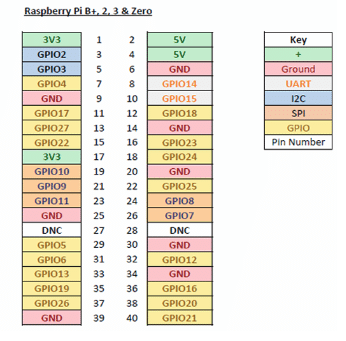 Raspberry Pi B+, 2, 3 & Zero
3V3 1 2 5V Key
GPIO2 3 4 5V +
GPIO3 5 6 GND Ground
GPIO4 7 8 GPIO14 UART
GND 9 10 GPIO15 I2C
GPIO17 11 12 GPIO18 SPI
GPIO27 13 14 GND GPIO
GPIO22 15 16 GPIO23 Pin Number
3V3 17 18 GPIO24
GPIO10 19 20 GND
GPIO9 21 22 GPIO25
GPIO11 23 24 GPIO8
GND 25 26 GPIO7
DNC 27 28 DNC
GPIO5 29 30 GND
GPIO6 31 32 GPIO12
GPIO13 33 34 GND
GPIO19 35 36 GPIO16
GPIO26 37 38 GPIO20
GND 39 40 GPIO21